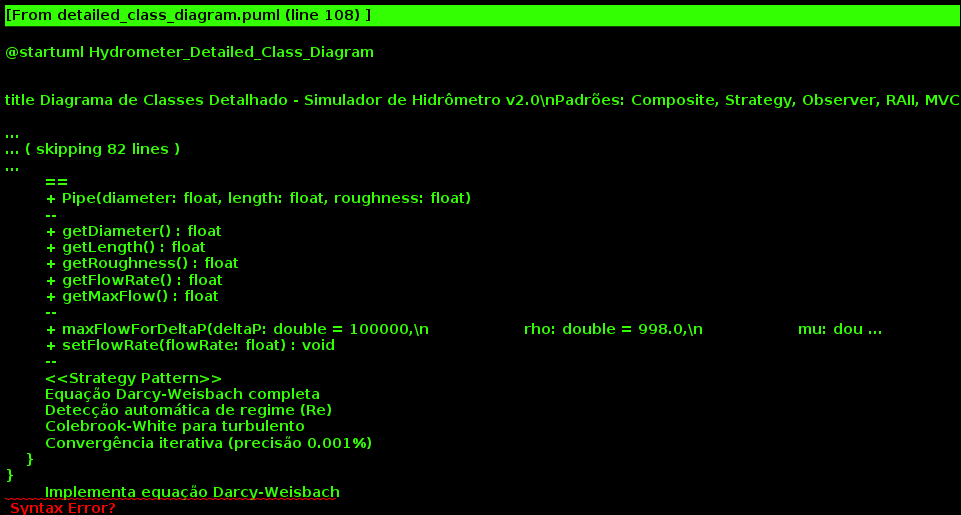 [From detailed_class_diagram.puml (line 108) ]
@startuml Hydrometer_Detailed_Class_Diagram
title Diagrama de Classes Detalhado - Simulador de Hidrômetro v2.0\nPadrões: Composite, Strategy, Observer, RAII, MVC
...
... ( skipping 82 lines )
...
==
+ Pipe(diameter: float, length: float, roughness: float)
--
+ getDiameter() : float
+ getLength() : float
+ getRoughness() : float
+ getFlowRate() : float
+ getMaxFlow() : float
--
+ maxFlowForDeltaP(deltaP: double = 100000,\n rho: double = 998.0,\n mu: dou ...
+ setFlowRate(flowRate: float) : void
--
<<Strategy Pattern>>
Equação Darcy-Weisbach completa
Detecção automática de regime (Re)
Colebrook-White para turbulento
Convergência iterativa (precisão 0.001%)
}
}
Implementa equação Darcy-Weisbach
Syntax Error?